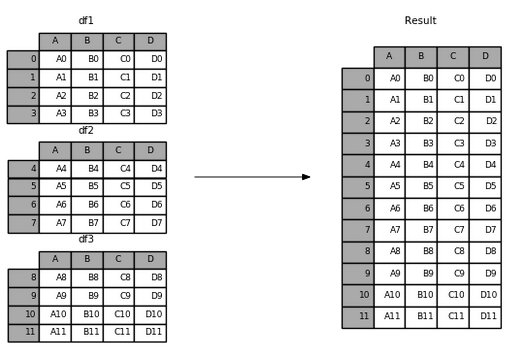 df1
A B C D
0 A0 B0 C0 D0
1 A1 B1 C1 D1
2 A2 B2 C2 D2
3 A3 B3 C3 D3
df2
A B C D
4 A4 B4 C4 D4
5 A5 B5 C5 D5
6 A6 B6 C6 D6
7 A7 B7 C7 D7
df3
A B C D
8 A8 B8 C8 D8
9 A9 B9 C9 D9
10 A10 B10 C10 D10
11 A11 B11 C11 D11
Result
A B C D
0 A0 B0 C0 D0
1 A1 B1 C1 D1
2 A2 B2 C2 D2
3 A3 B3 C3 D3
4 A4 B4 C4 D4
5 A5 B5 C5 D5
6 A6 B6 C6 D6
7 A7 B7 C7 D7
8 A8 B8 C8 D8
9 A9 B9 C9 D9
10 A10 B10 C10 D10
11 A11 B11 C11 D11